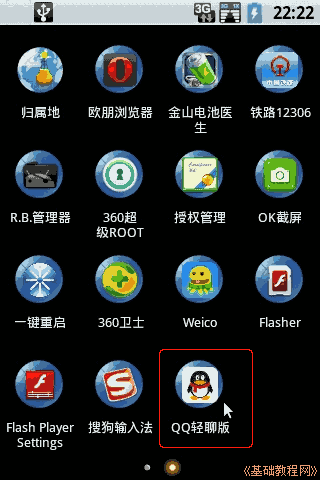 3G
3G 1X
22:22
归属地
欧朋浏览器
金山电池医
生
铁路12306
R.B.管理器
360超
级ROOT
授权管理
OK截屏
一键重启
360卫士
Weico
Flasher
Flash Player
Settings
搜狗输入法
QQ轻聊版
《基础教程网》